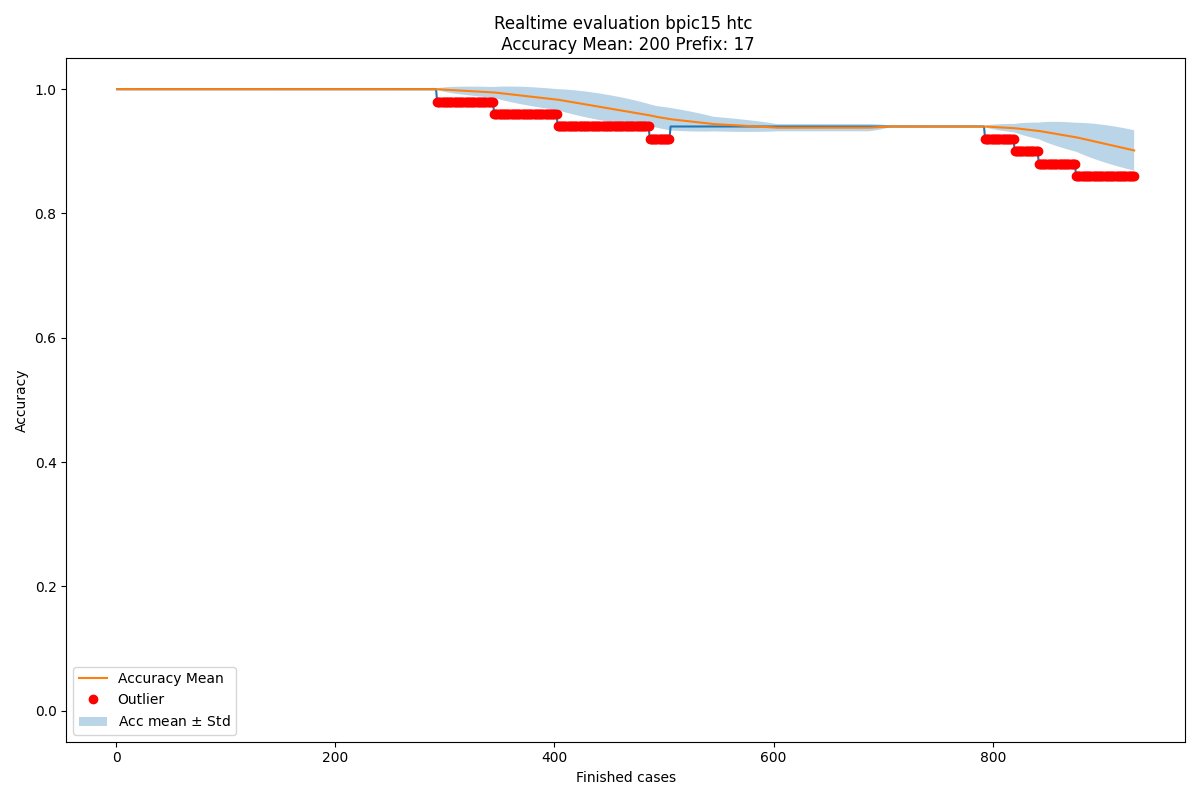 Realtime evaluation bpic15 htc
Accuracy Mean: 200 Prefix: 17
1.0
0.8
0.6
0.4
0.2
0.0
Accuracy
Accuracy Mean
Outlier
Acc mean ± Std
0
200
400
600
800
Finished cases